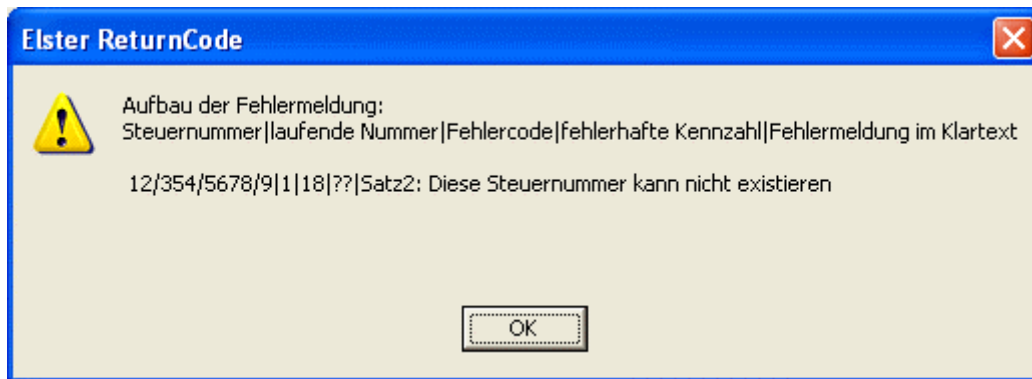 Elster ReturnCode
Aufbau der Fehlermeldung:
Steuernummer|laufende Nummer|Fehlercode|fehlerhafte Kennzahl|Fehlermeldung im Klartext
12/354/5678/9|1|18|??|Satz2: Diese Steuernummer kann nicht existieren
OK